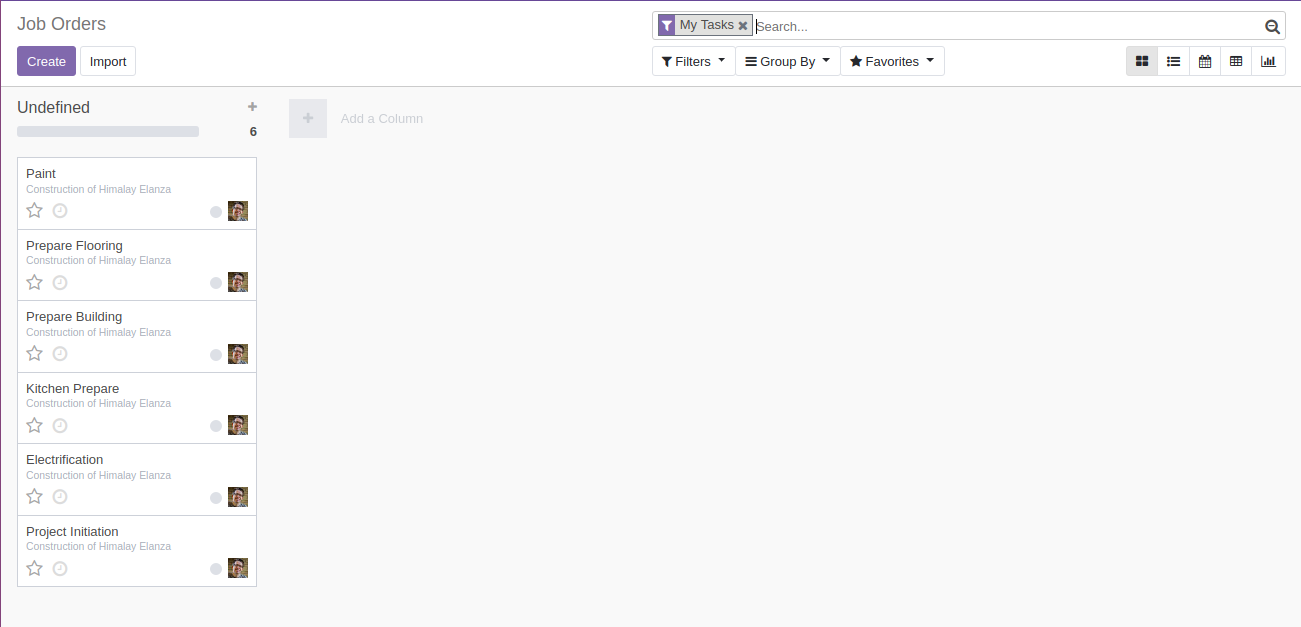 Job Orders
My Tasks
Search...
Create
Import
Filters
Group By
Favorites
Undefined
6
Add a Column
Paint
Construction of Himalay Elanza
Prepare Flooring
Construction of Himalay Elanza
Prepare Building
Construction of Himalay Elanza
Kitchen Prepare
Construction of Himalay Elanza
Electrification
Construction of Himalay Elanza
Project Initiation
Construction of Himalay Elanza